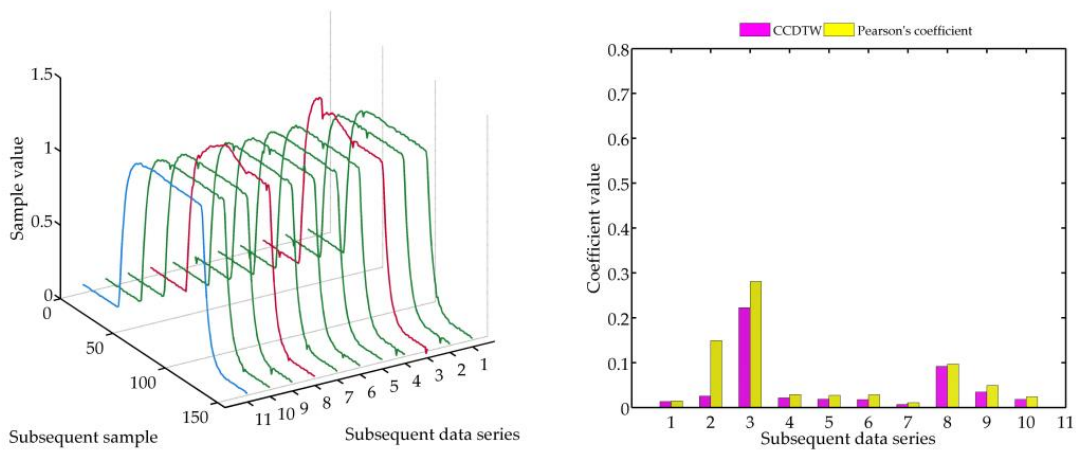 1.5
1
0.5
0
Sample value
0
50
100
150
Subsequent sample
11 10 9 8 7 6 5 4 3 2 1
Subsequent data series
CCDTW Pearson's coefficient
0.8
0.7
0.6
0.5
0.4
0.3
0.2
0.1
0
Coefficient value
1 2 3 4 5 6 7 8 9 10 11
Subsequent data series